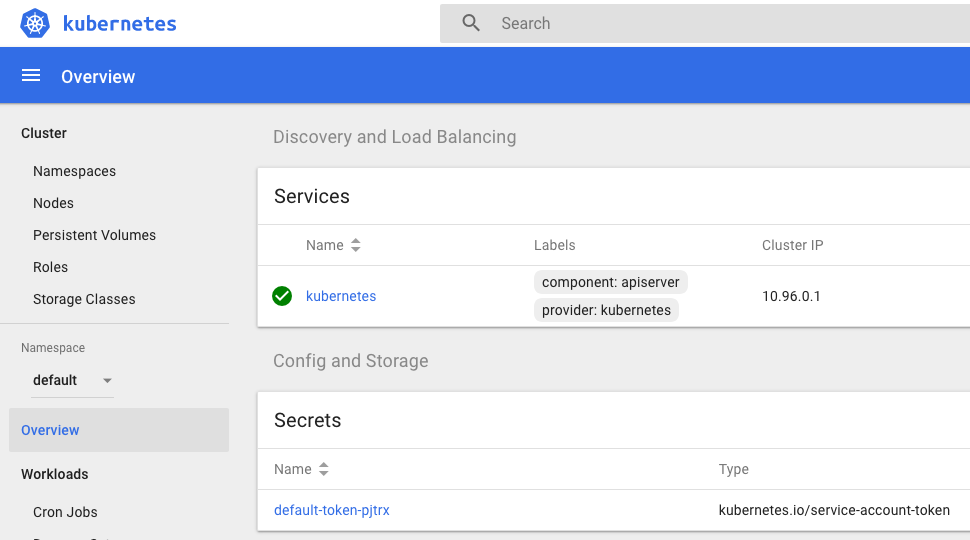 kubernetes
Search
Overview
Cluster
Namespaces
Nodes
Persistent Volumes
Roles
Storage Classes
Namespace
default
Overview
Workloads
Cron Jobs
Discovery and Load Balancing
Services
Name Labels Cluster IP
kubernetes component: apiserver provider: kubernetes 10.96.0.1
Config and Storage
Secrets
Name Type
default-token-pjtrx kubernetes.io/service-account-token